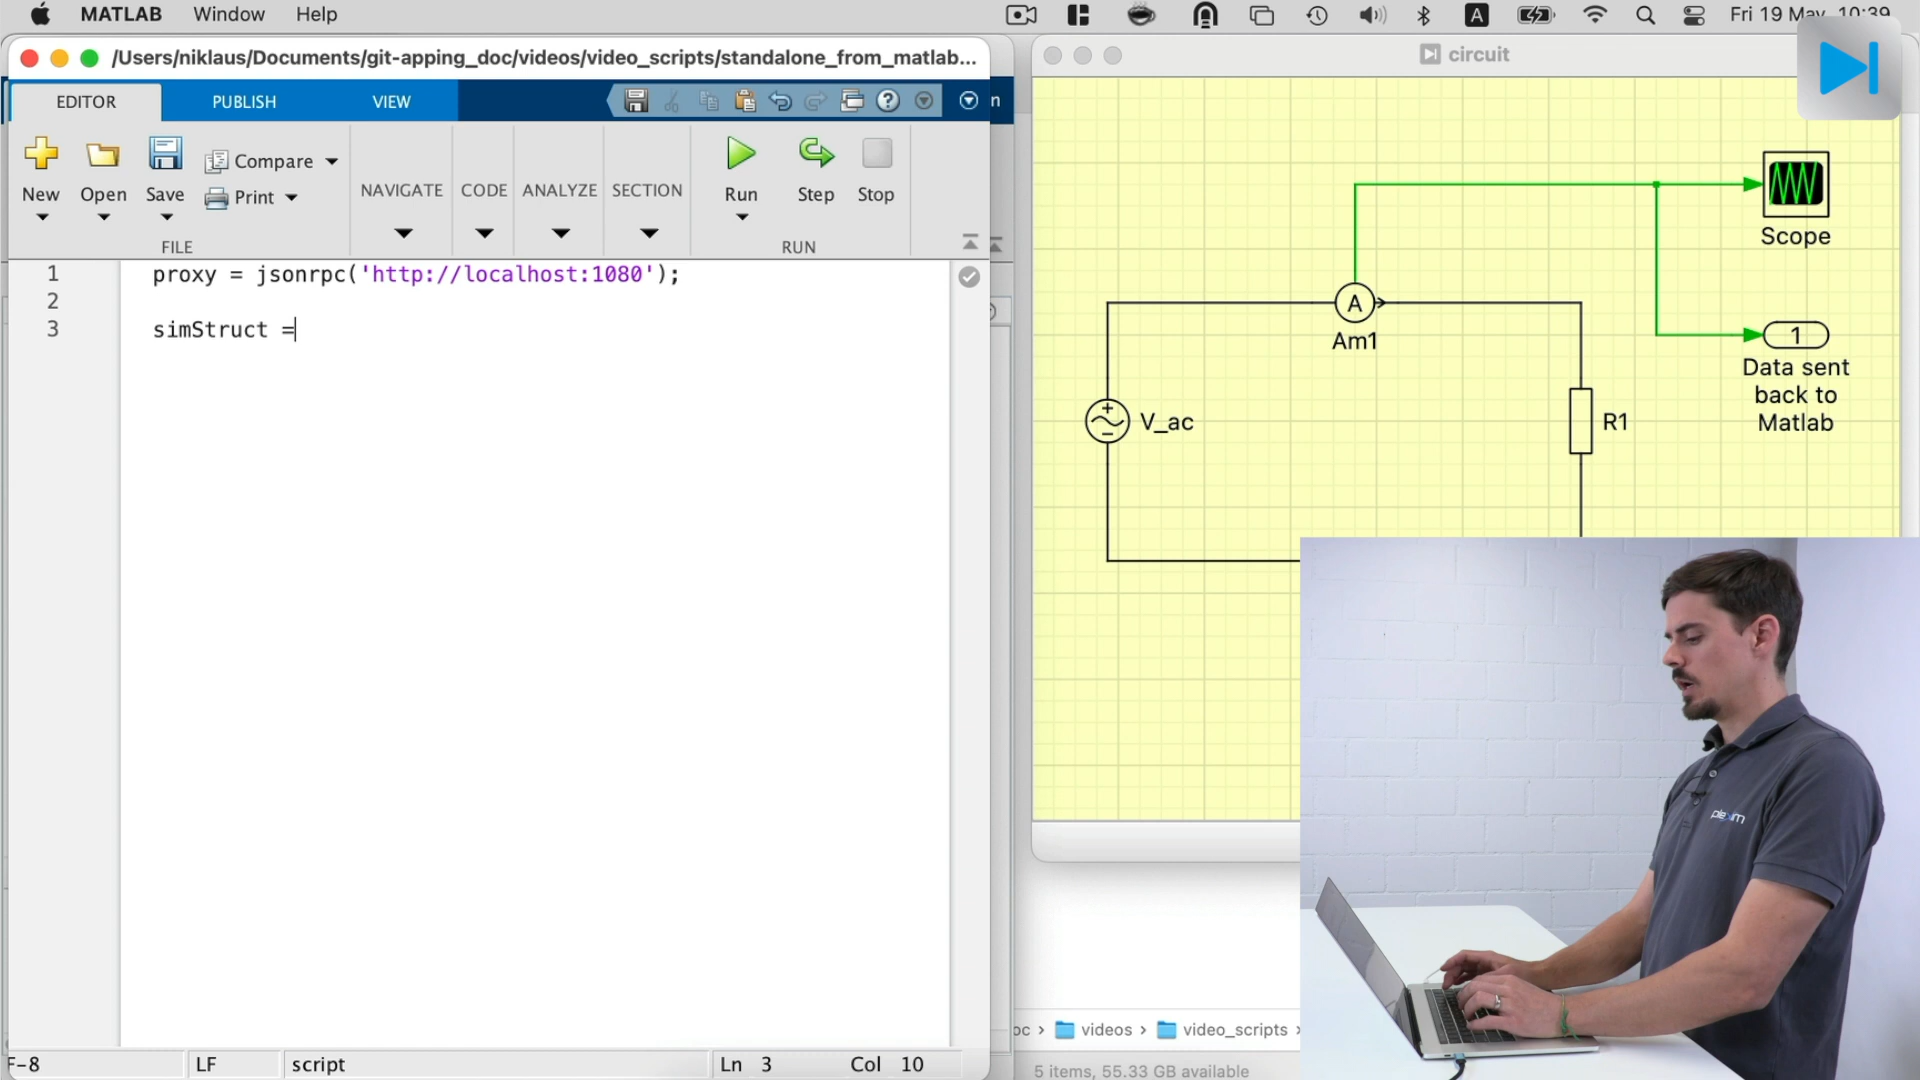 MATLAB Window Help
A Fri 19 May 10:39
/Users/niklaus/Documents/git-apping_doc/videos/video_scripts/standalone_from_matlab...
circuit
EDITOR PUBLISH VIEW
n
New Open Save Compare Print
NAVIGATE CODE ANALYZE SECTION
Run Step Stop
FILE RUN
1 proxy = jsonrpc('http://localhost:1080');
2
3 simStruct =
Scope
A
Am1
1
Data sent
back to
Matlab
V_ac
R1
plexim
oc › videos › video_scripts ›
5 items, 55.33 GB available
F-8 LF script Ln 3 Col 10